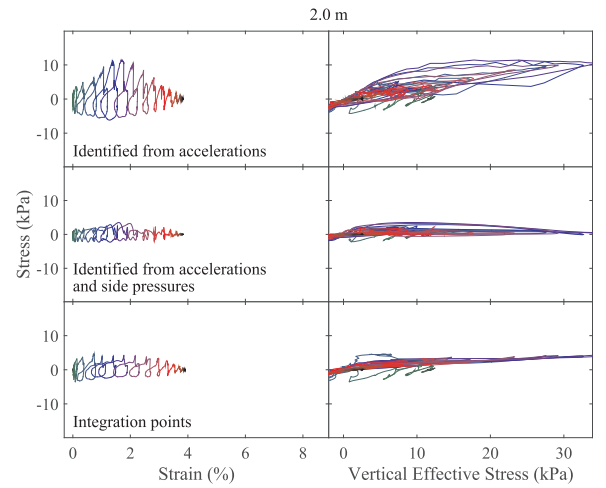 2.0 m
10
0
-10
Identified from accelerations
10
0
-10
Identified from accelerations
and side pressures
Stress (kPa)
10
0
-10
Integration points
0 2 4 6 8 0 10 20 30
Strain (%) Vertical Effective Stress (kPa)